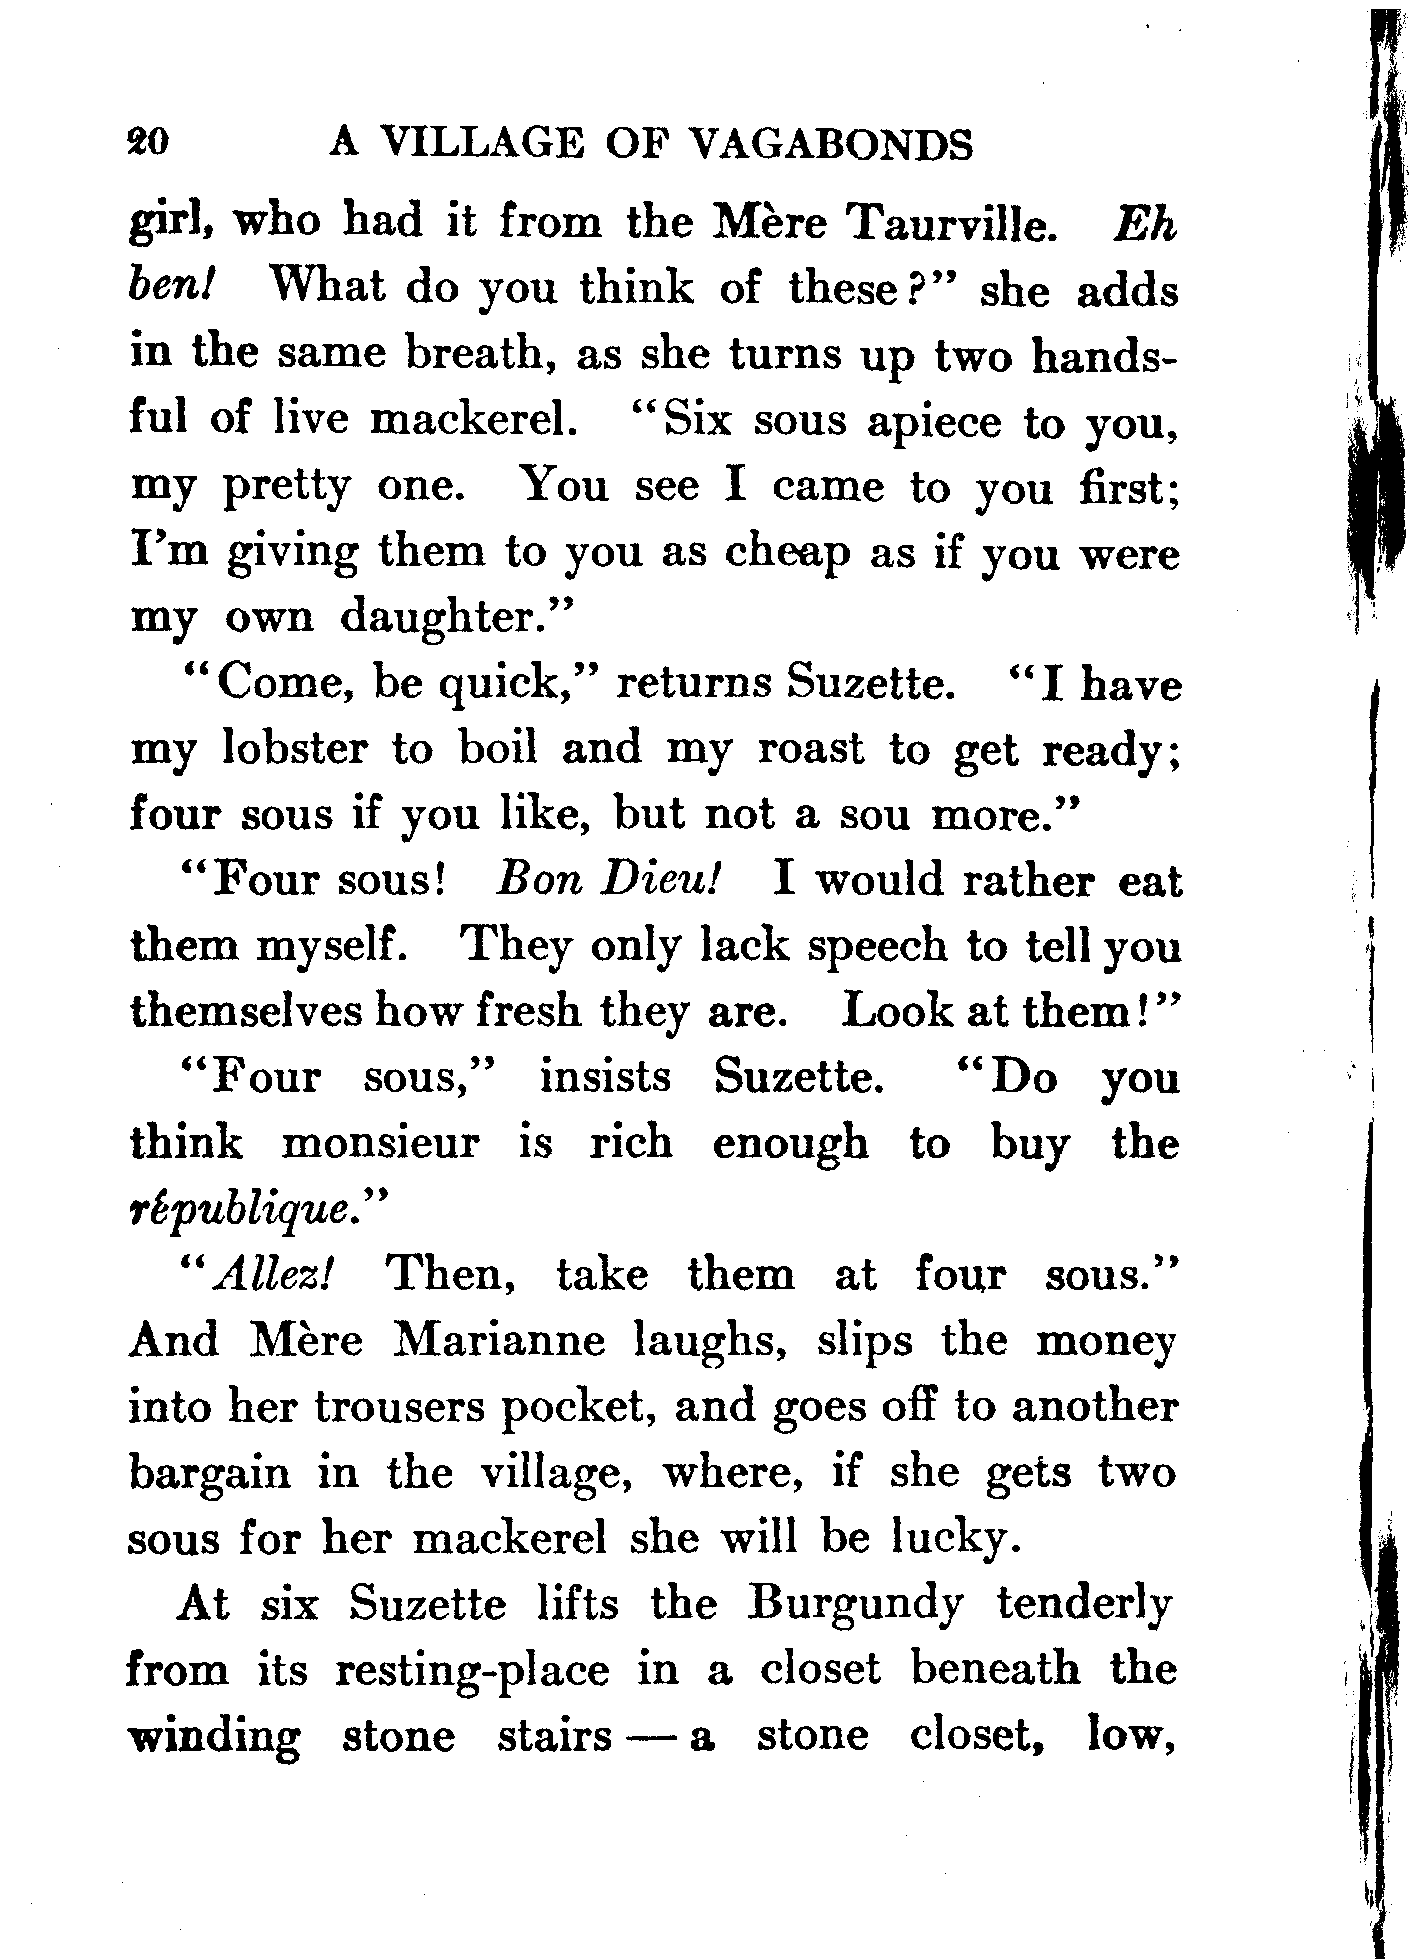 20 A VILLAGE OF VAGABONDS
girl, who had it from the Mère Taurville. Eh
ben! What do you think of these?” she adds
in the same breath, as she turns up two hands-
ful of live mackerel. “Six sous apiece to you,
my pretty one. You see I came to you first;
I’m giving them to you as cheap as if you were
my own daughter.”
“Come, be quick,” returns Suzette. “I have
my lobster to boil and my roast to get ready;
four sous if you like, but not a sou more.”
“Four sous! Bon Dieu! I would rather eat
them myself. They only lack speech to tell you
themselves how fresh they are. Look at them!”
“Four sous,” insists Suzette. “Do you
think monsieur is rich enough to buy the
république.”
“Allez! Then, take them at four sous.”
And Mère Marianne laughs, slips the money
into her trousers pocket, and goes off to another
bargain in the village, where, if she gets two
sous for her mackerel she will be lucky.
At six Suzette lifts the Burgundy tenderly
from its resting-place in a closet beneath the
winding stone stairs — a stone closet, low,